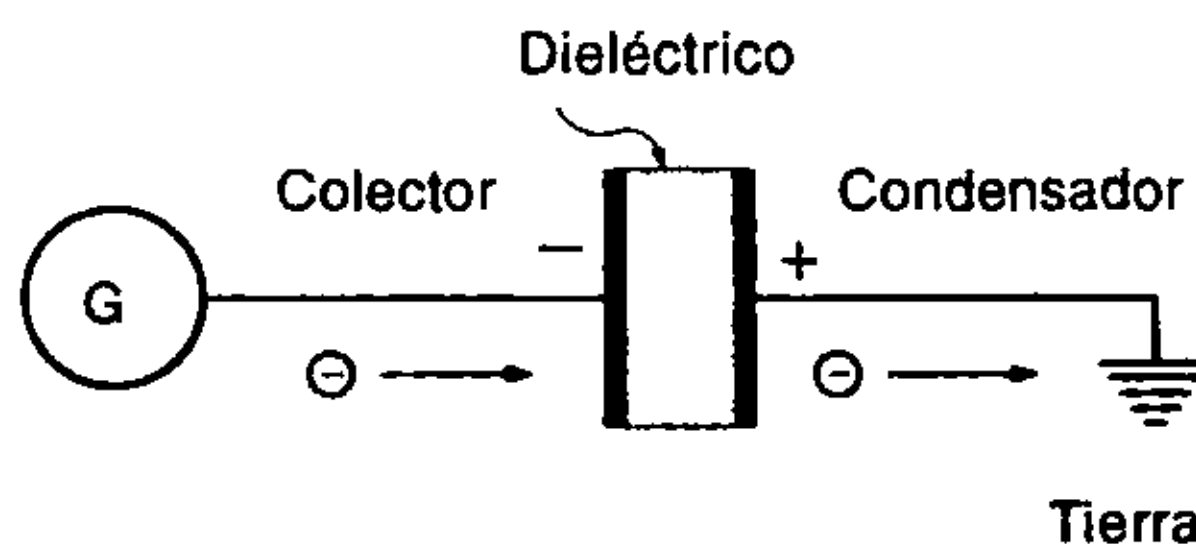 Dieléctrico
Colector
Condensador
− +
G
⊖ ⊖
Tierra